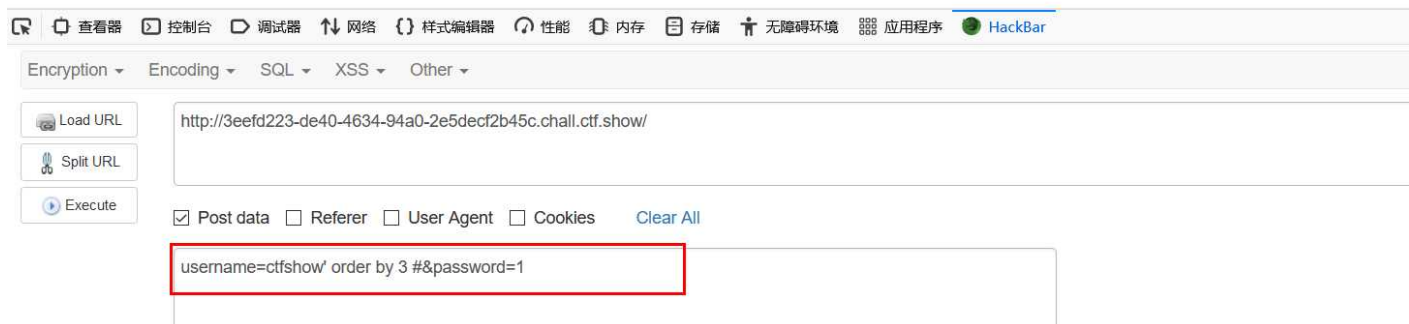 查看器 控制台 调试器 网络 {} 样式编辑器 性能 内存 存储 无障碍环境 应用程序 HackBar
Encryption Encoding SQL XSS Other
Load URL
http://3eefd223-de40-4634-94a0-2e5decf2b45c.chall.ctf.show/
Split URL
Execute
Post data Referer User Agent Cookies Clear All
username=ctfshow' order by 3 #&password=1